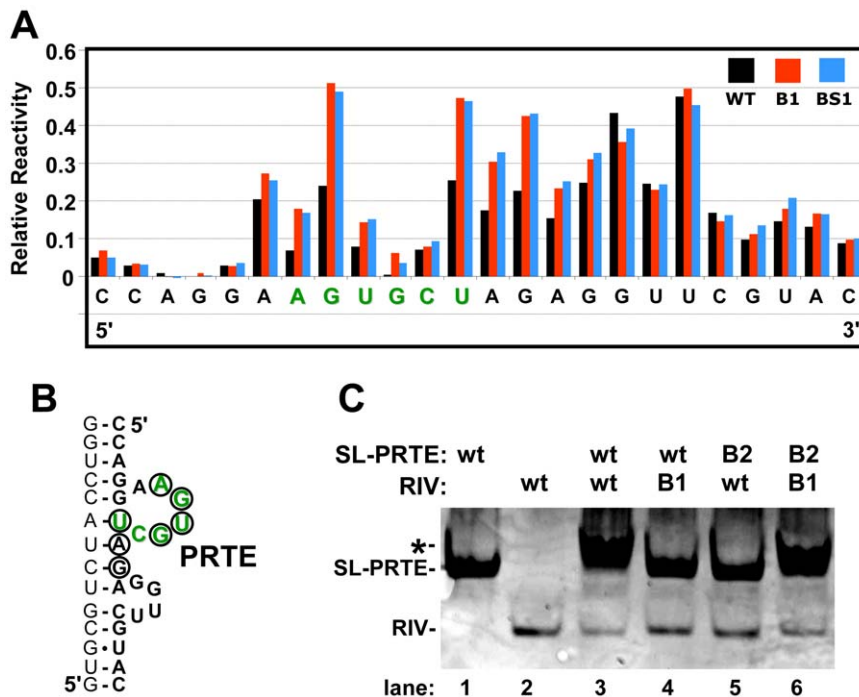 A
Relative Reactivity
0.6
0.5
0.4
0.3
0.2
0.1
0
WT B1 BS1
C C A G G A A G U G C U A G A G G U U C G U A C
5' 3'
B
G-C 5'
G-C
U-A
C-G
C-G A A G
A-U C G U
PRTE
U-A
C-G G G
U-A U
G-C U U
C-G
G·U
U-A
5'G-C
C
SL-PRTE: wt wt wt B2 B2
RIV: wt wt B1 wt B1
*-
SL-PRTE-
RIV-
lane: 1 2 3 4 5 6